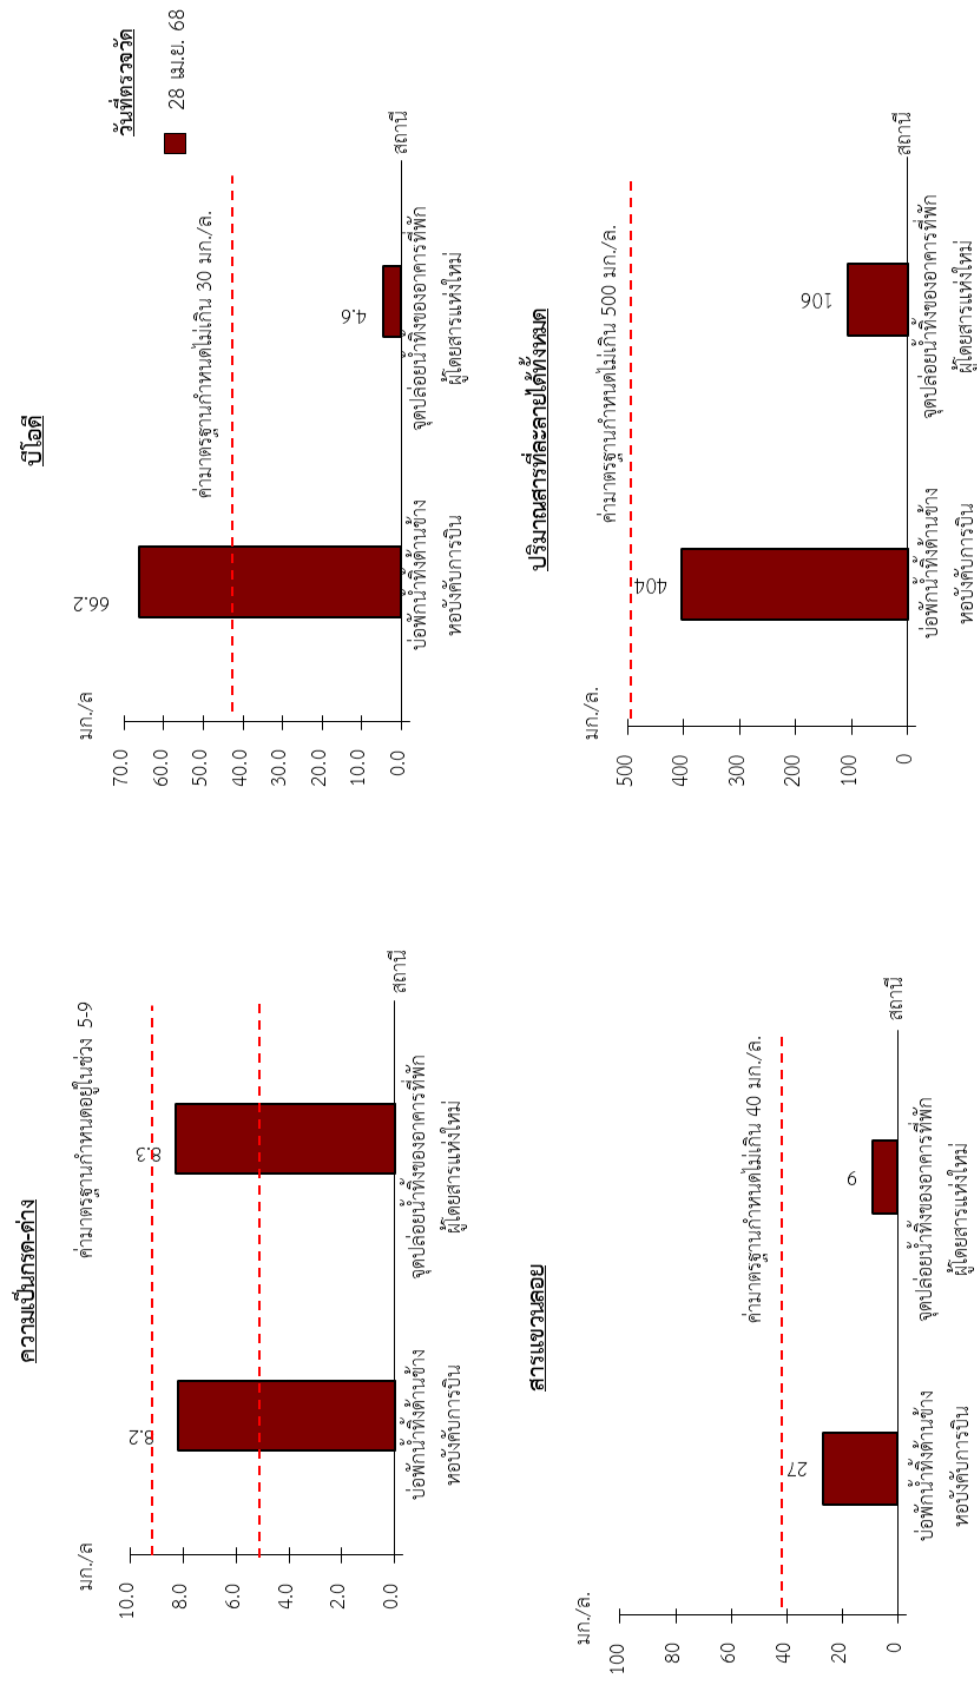 ความเป็นกรด-ด่าง
มก./ล
ค่ามาตรฐานกำหนดอยู่ในช่วง 5-9
10.0
8.0
6.0
4.0
2.0
0.0
8.2
8.3
บ่อพักน้ำทิ้งด้านข้าง
หอบังคับการบิน
จุดปล่อยน้ำทิ้งของอาคารที่พัก
ผู้โดยสารแห่งใหม่
สถานี
บีโอดี
วันที่ตรวจวัด
28 เม.ย. 68
มก./ล
ค่ามาตรฐานกำหนดไม่เกิน 30 มก./ล.
70.0
60.0
50.0
40.0
30.0
20.0
10.0
0.0
66.2
4.6
บ่อพักน้ำทิ้งด้านข้าง
หอบังคับการบิน
จุดปล่อยน้ำทิ้งของอาคารที่พัก
ผู้โดยสารแห่งใหม่
สถานี
สารแขวนลอย
มก./ล.
ค่ามาตรฐานกำหนดไม่เกิน 40 มก./ล.
100
80
60
40
20
0
27
9
บ่อพักน้ำทิ้งด้านข้าง
หอบังคับการบิน
จุดปล่อยน้ำทิ้งของอาคารที่พัก
ผู้โดยสารแห่งใหม่
สถานี
ปริมาณสารที่ละลายได้ทั้งหมด
มก./ล.
ค่ามาตรฐานกำหนดไม่เกิน 500 มก./ล.
500
400
300
200
100
0
404
106
บ่อพักน้ำทิ้งด้านข้าง
หอบังคับการบิน
จุดปล่อยน้ำทิ้งของอาคารที่พัก
ผู้โดยสารแห่งใหม่
สถานี